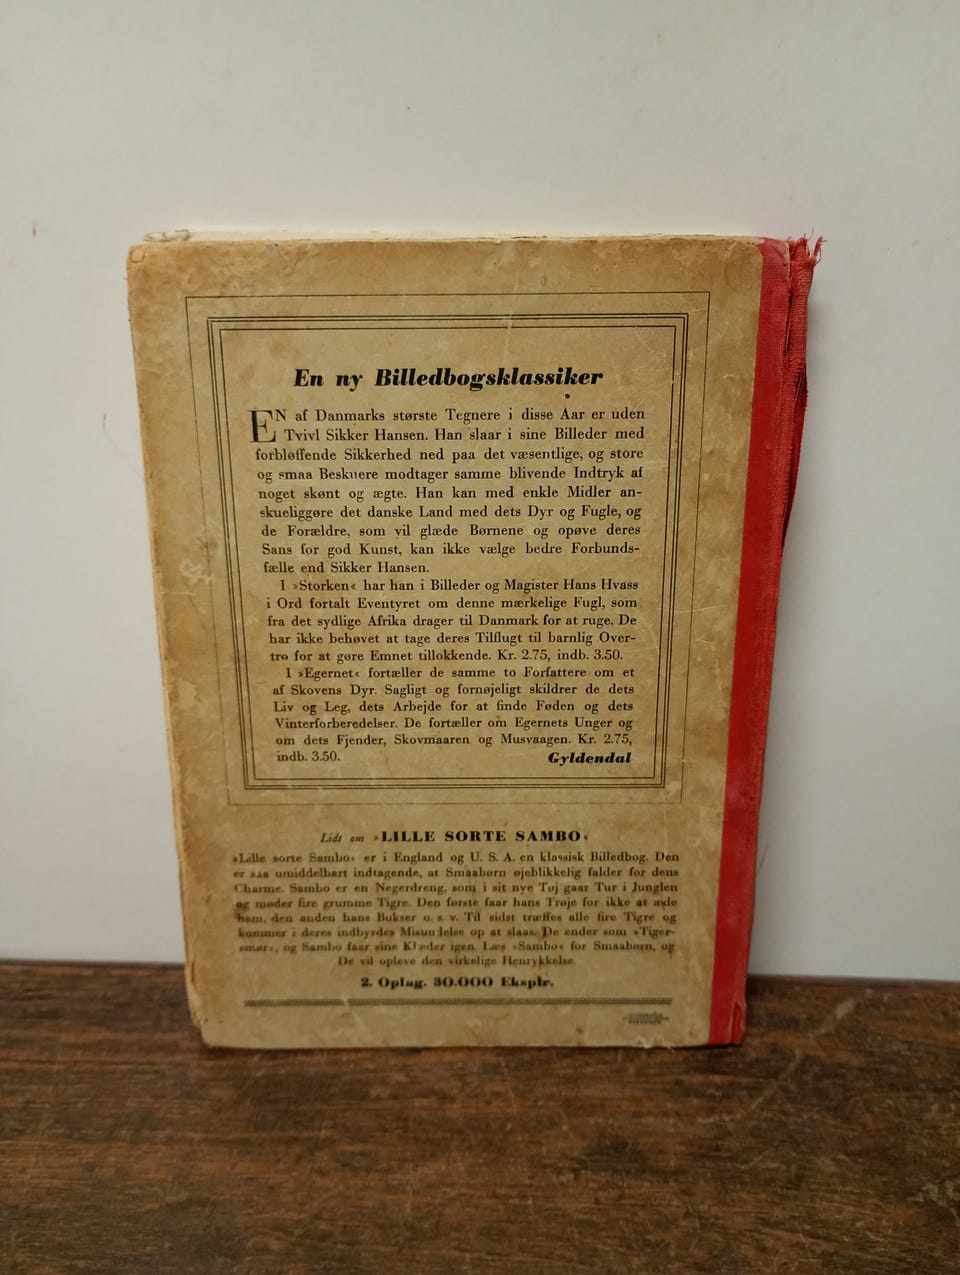 En ny Billedbogsklassiker
EN af Danmarks største Tegnere i disse Aar er uden
Tvivl Sikker Hansen. Han slaar i sine Billeder med
forbløffende Sikkerhed ned paa det væsentlige, og store
og smaa Beskuere modtager samme blivende Indtryk af
noget skønt og ægte. Han kan med enkle Midler an-
skueliggøre det danske Land med dets Dyr og Fugle, og
de Forældre, som vil glæde Børnene og opøve deres
Sans for god Kunst, kan ikke vælge bedre Forbunds-
fælle end Sikker Hansen.
I »Storken« har han i Billeder og Magister Hans Hvass
i Ord fortalt Eventyret om denne mærkelige Fugl, som
fra det sydlige Afrika drager til Danmark for at ruge. De
har ikke behøvet at tage deres Tilflugt til barnlig Over-
tro for at gøre Emnet tillokkende. Kr. 2.75, indb. 3.50.
I »Egernet« fortæller de samme to Forfattere om et
af Skovens Dyr. Sagligt og fornøjeligt skildrer de dets
Liv og Leg, dets Arbejde for at finde Føden og dets
Vinterforberedelser. De fortæller om Egernets Unger og
om dets Fjender, Skovmaaren og Musvaagen. Kr. 2.75,
indb. 3.50. Gyldendal
Lidt om »LILLE SORTE SAMBO«
»Lille sorte Sambo« er i England og U. S. A. en klassisk Billedbog. Den
er saa umiddelbart indtagende, at Smaabørn øjeblikkelig falder for dens
Charme. Sambo er en Negerdreng, som i sit nye Tøj gaar Tur i Junglen
og møder fire grumme Tigre. Den første faar hans Trøje for ikke at æde
ham, den anden hans Bukser o. s. v. Til sidst træffes alle fire Tigre og
kommer i deres indbyrdes Misundelse op at slaas. De ender som »Tiger-
smør«, og Sambo faar sine Klæder igen. Læs »Sambo« for Smaabørn, og
De vil opleve den virkelige Henrykkelse.
2. Oplag. 30.000 Eksplr.